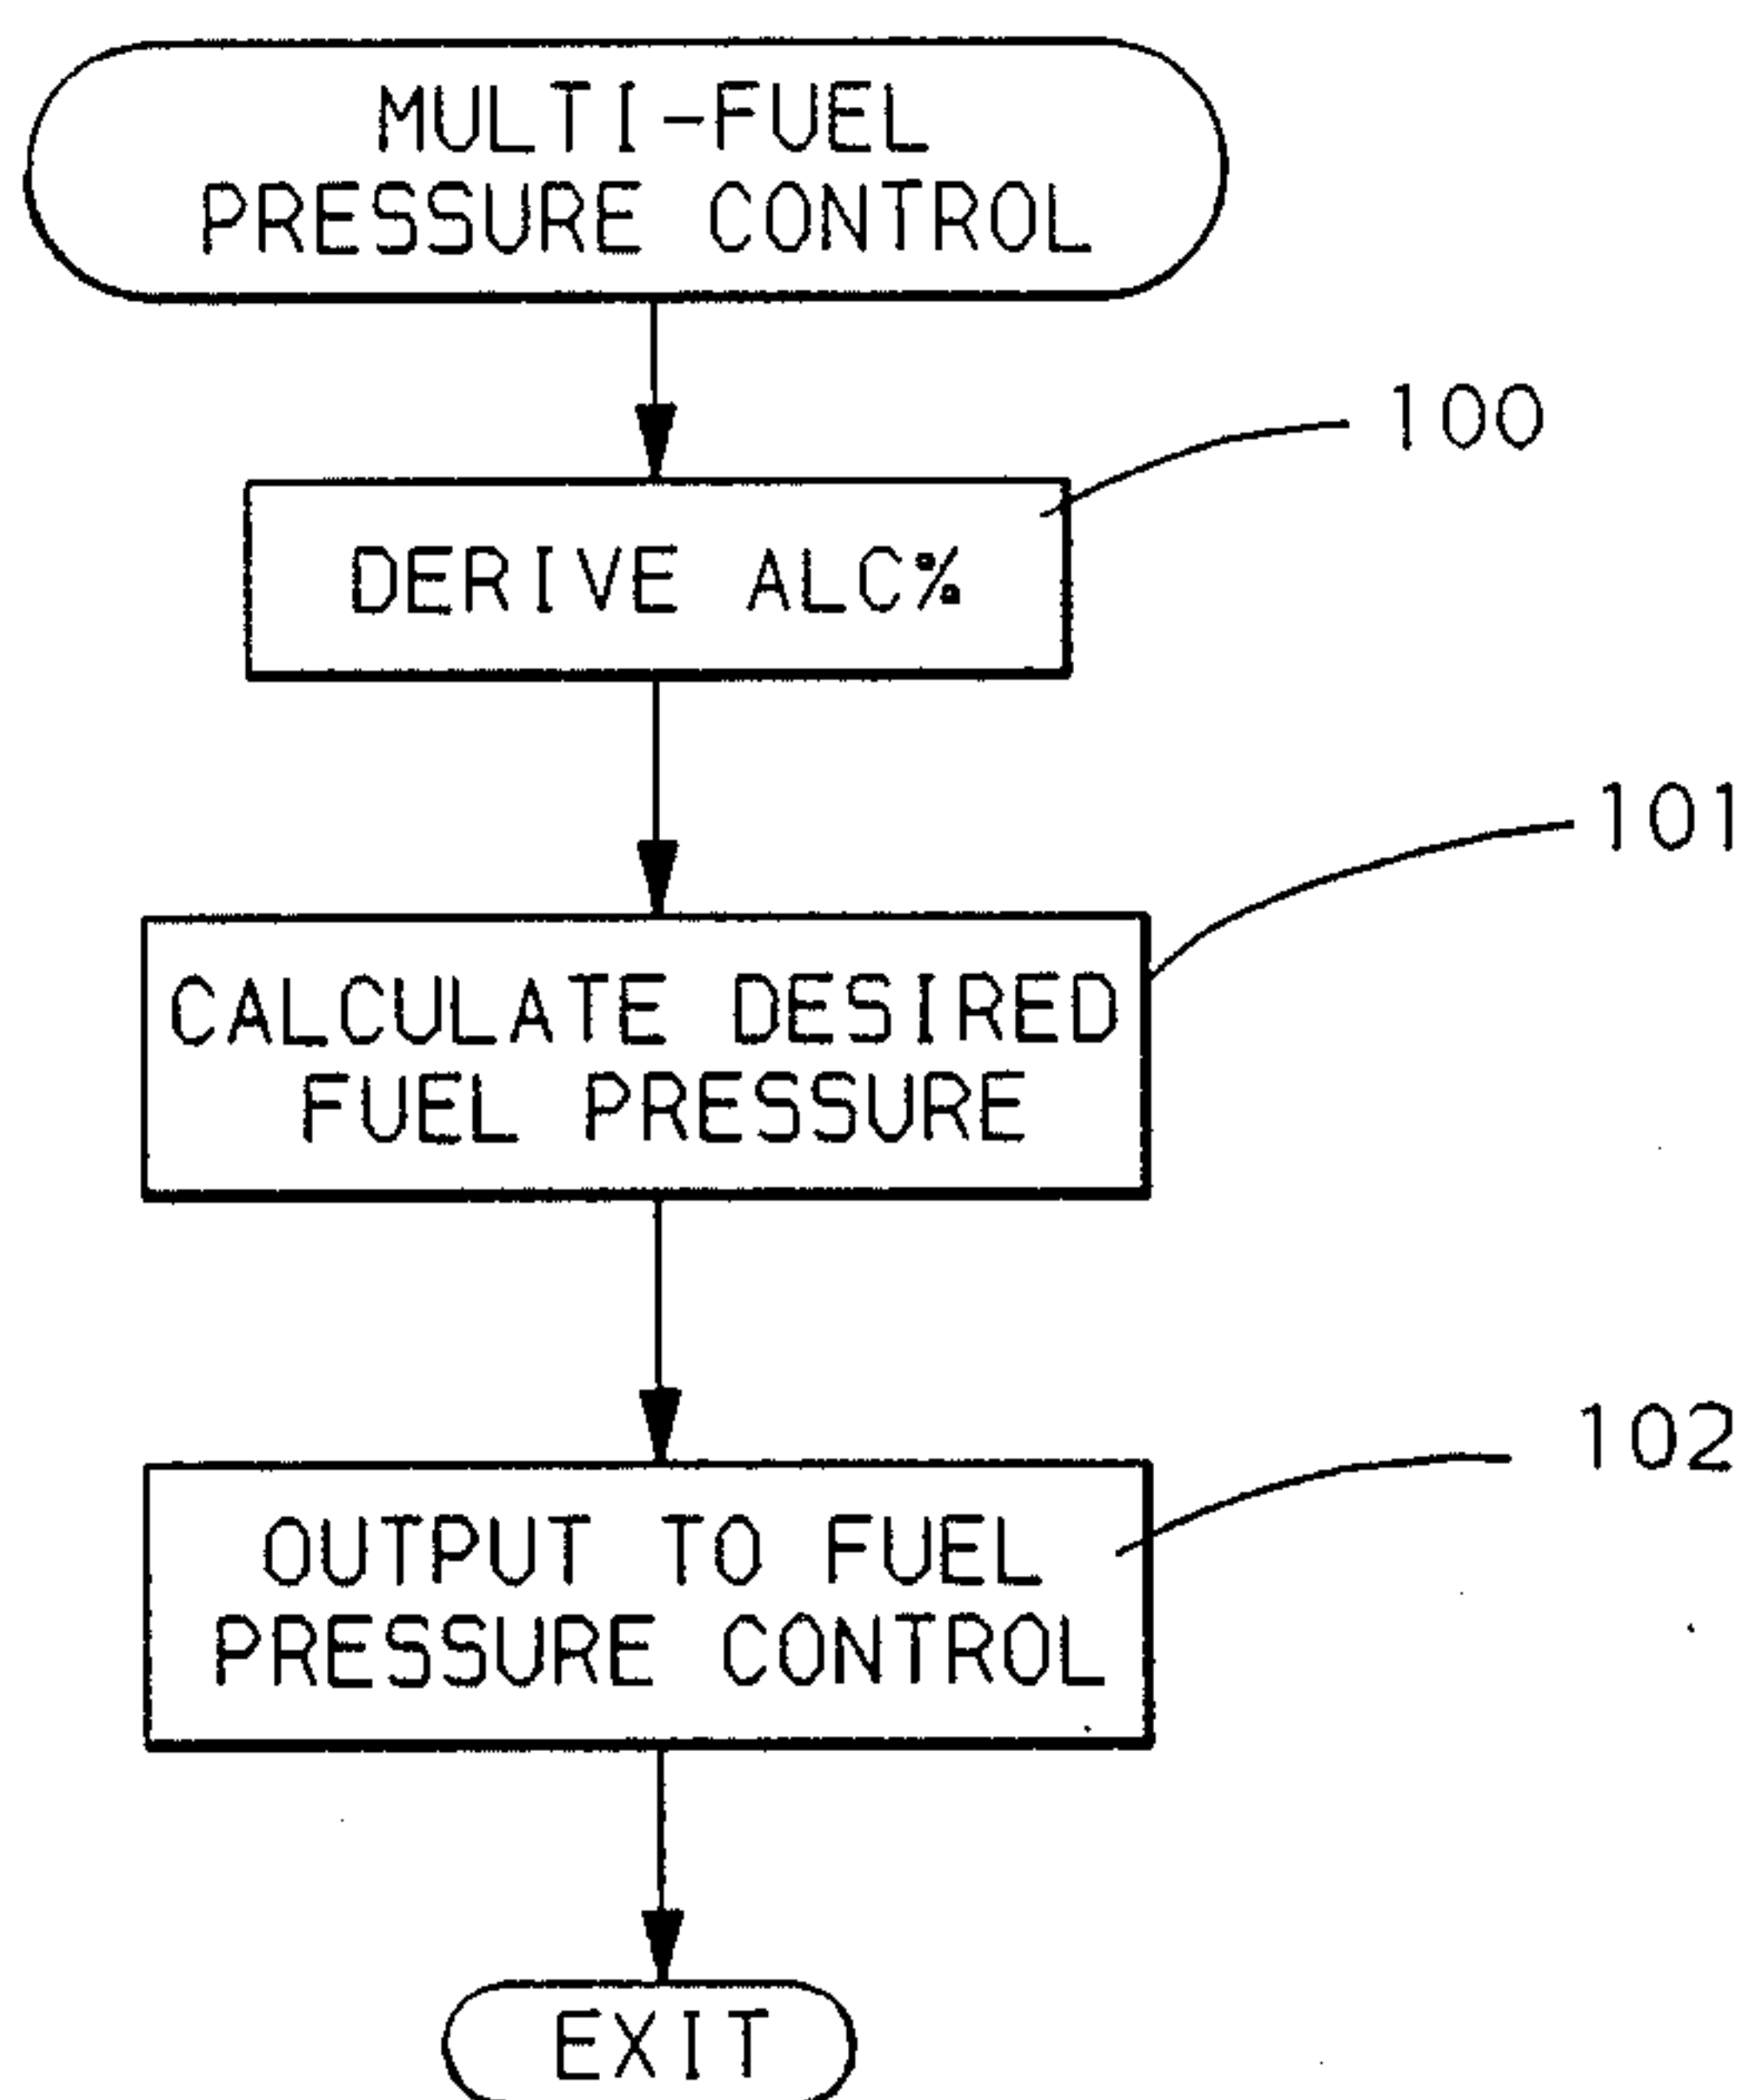 MULTI-FUEL
PRESSURE CONTROL
100
DERIVE ALC%
101
CALCULATE DESIRED
FUEL PRESSURE
102
OUTPUT TO FUEL
PRESSURE CONTROL
EXIT